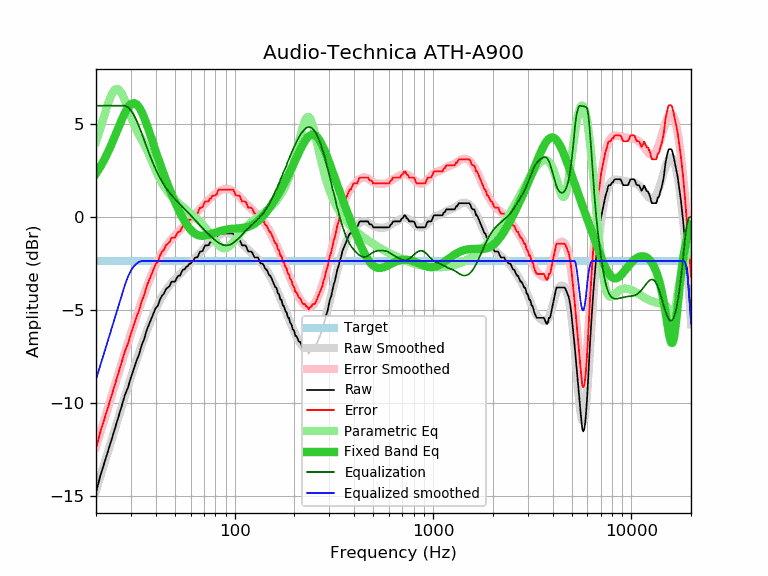 Audio-Technica ATH-A900
5
0
−5
−10
−15
Amplitude (dBr)
Target
Raw Smoothed
Error Smoothed
Raw
Error
Parametric Eq
Fixed Band Eq
Equalization
Equalized smoothed
100
1000
10000
Frequency (Hz)